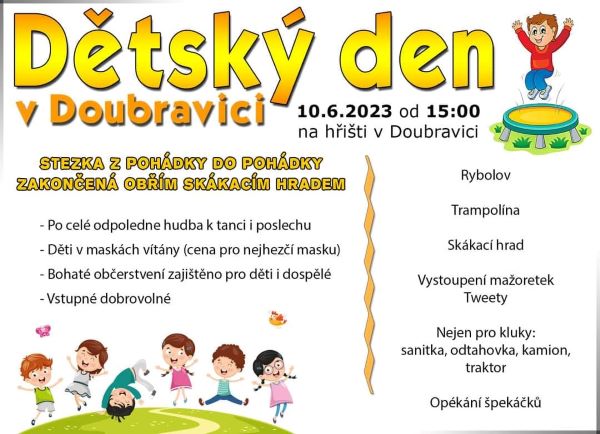 Dětský den
v Doubravici
10.6.2023 od 15:00
na hřišti v Doubravici
STEZKA Z POHÁDKY DO POHÁDKY
ZAKONČENÁ OBŘÍM SKÁKACÍM HRADEM
- Po celé odpoledne hudba k tanci i poslechu
- Děti v maskách vítány (cena pro nejhezčí masku)
- Bohaté občerstvení zajištěno pro děti i dospělé
- Vstupné dobrovolné
Rybolov
Trampolína
Skákací hrad
Vystoupení mažoretek
Tweety
Nejen pro kluky:
sanitka, odtahovka, kamion,
traktor
Opékání špekáčků